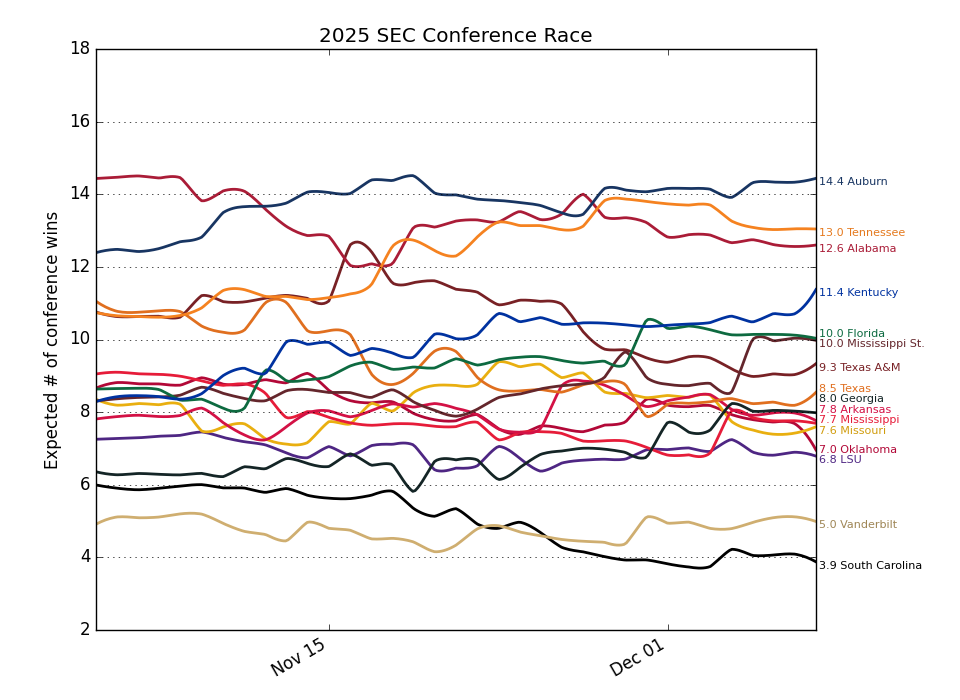 2025 SEC Conference Race
Expected # of conference wins
18
16
14
12
10
8
6
4
2
Nov 15
Dec 01
14.4 Auburn
13.0 Tennessee
12.6 Alabama
11.4 Kentucky
10.0 Florida
10.0 Mississippi St.
9.3 Texas A&M
8.5 Texas
8.0 Georgia
7.8 Arkansas
7.7 Mississippi
7.6 Missouri
7.0 Oklahoma
6.8 LSU
5.0 Vanderbilt
3.9 South Carolina